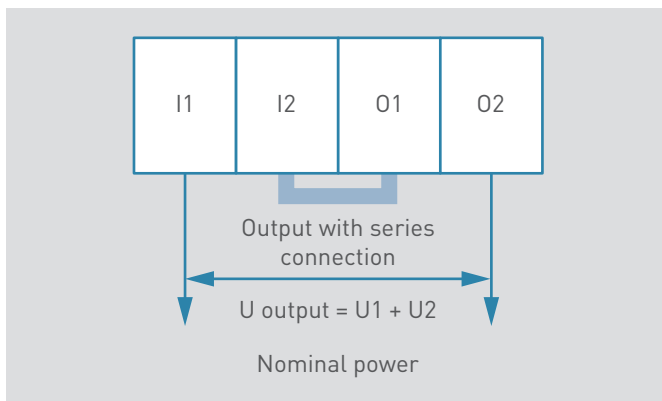 I1 I2 O1 O2
Output with series
connection
U output = U1 + U2
Nominal power